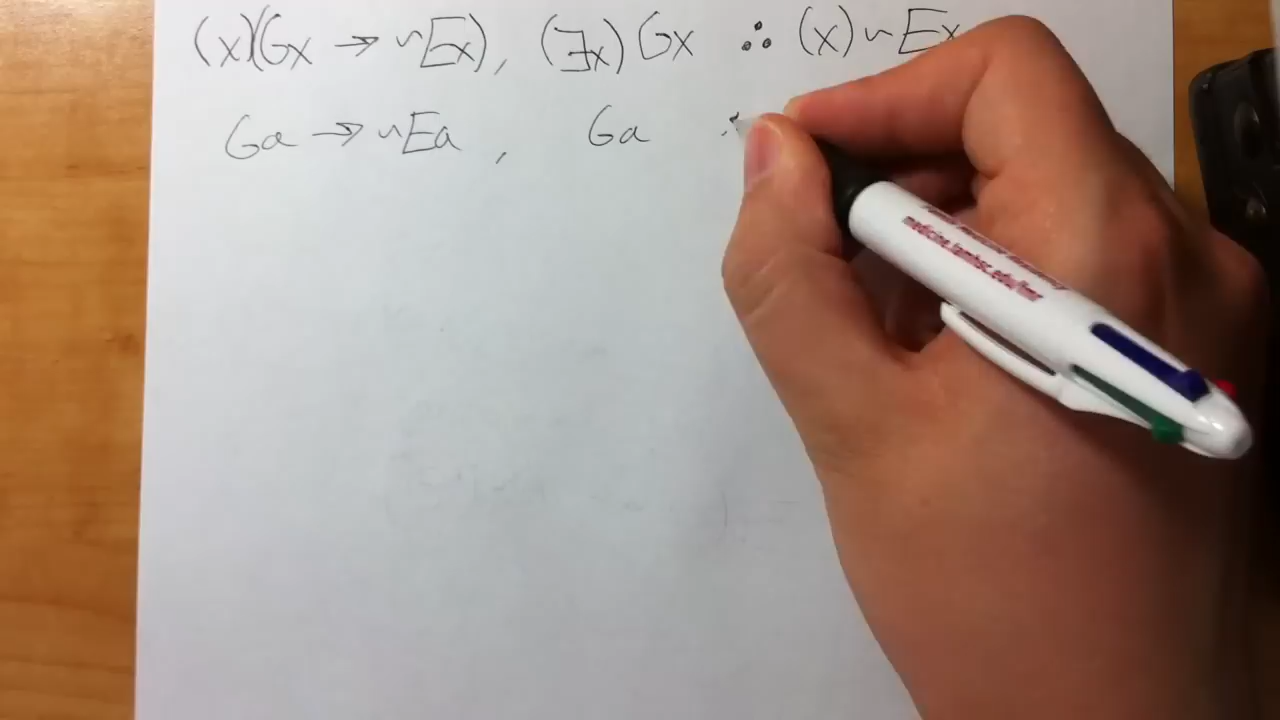 (x)(Gx → ~Ex), (∃x) Gx ∴ (x) ~Ex
Ga → ~Ea , Ga